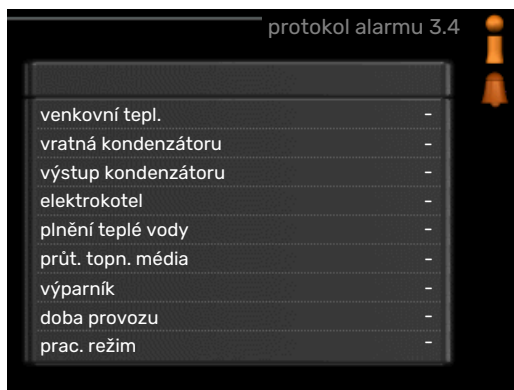 protokol alarmu 3.4
venkovní tepl. -
vratná kondenzátoru -
výstup kondenzátoru -
elektrokotel -
plnění teplé vody -
průt. topn. média -
výparník -
doba provozu -
prac. režim -